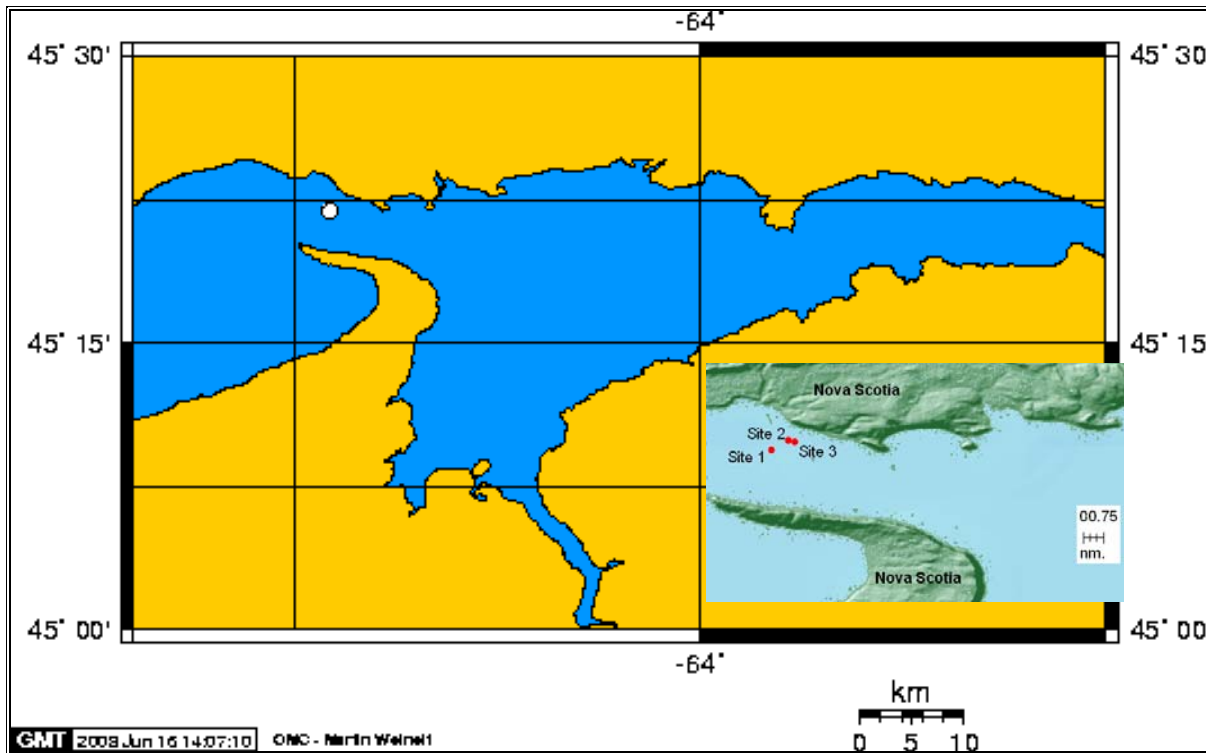 -64°
45° 30' 45° 30'
45° 15' 45° 15'
Nova Scotia
Site 2
Site 1 Site 3
00.75
nm.
Nova Scotia
45° 00' 45° 00'
-64°
km
0 5 10
GMT 2008 Jun 16 14:07:10 OMC - Martin Weinelt